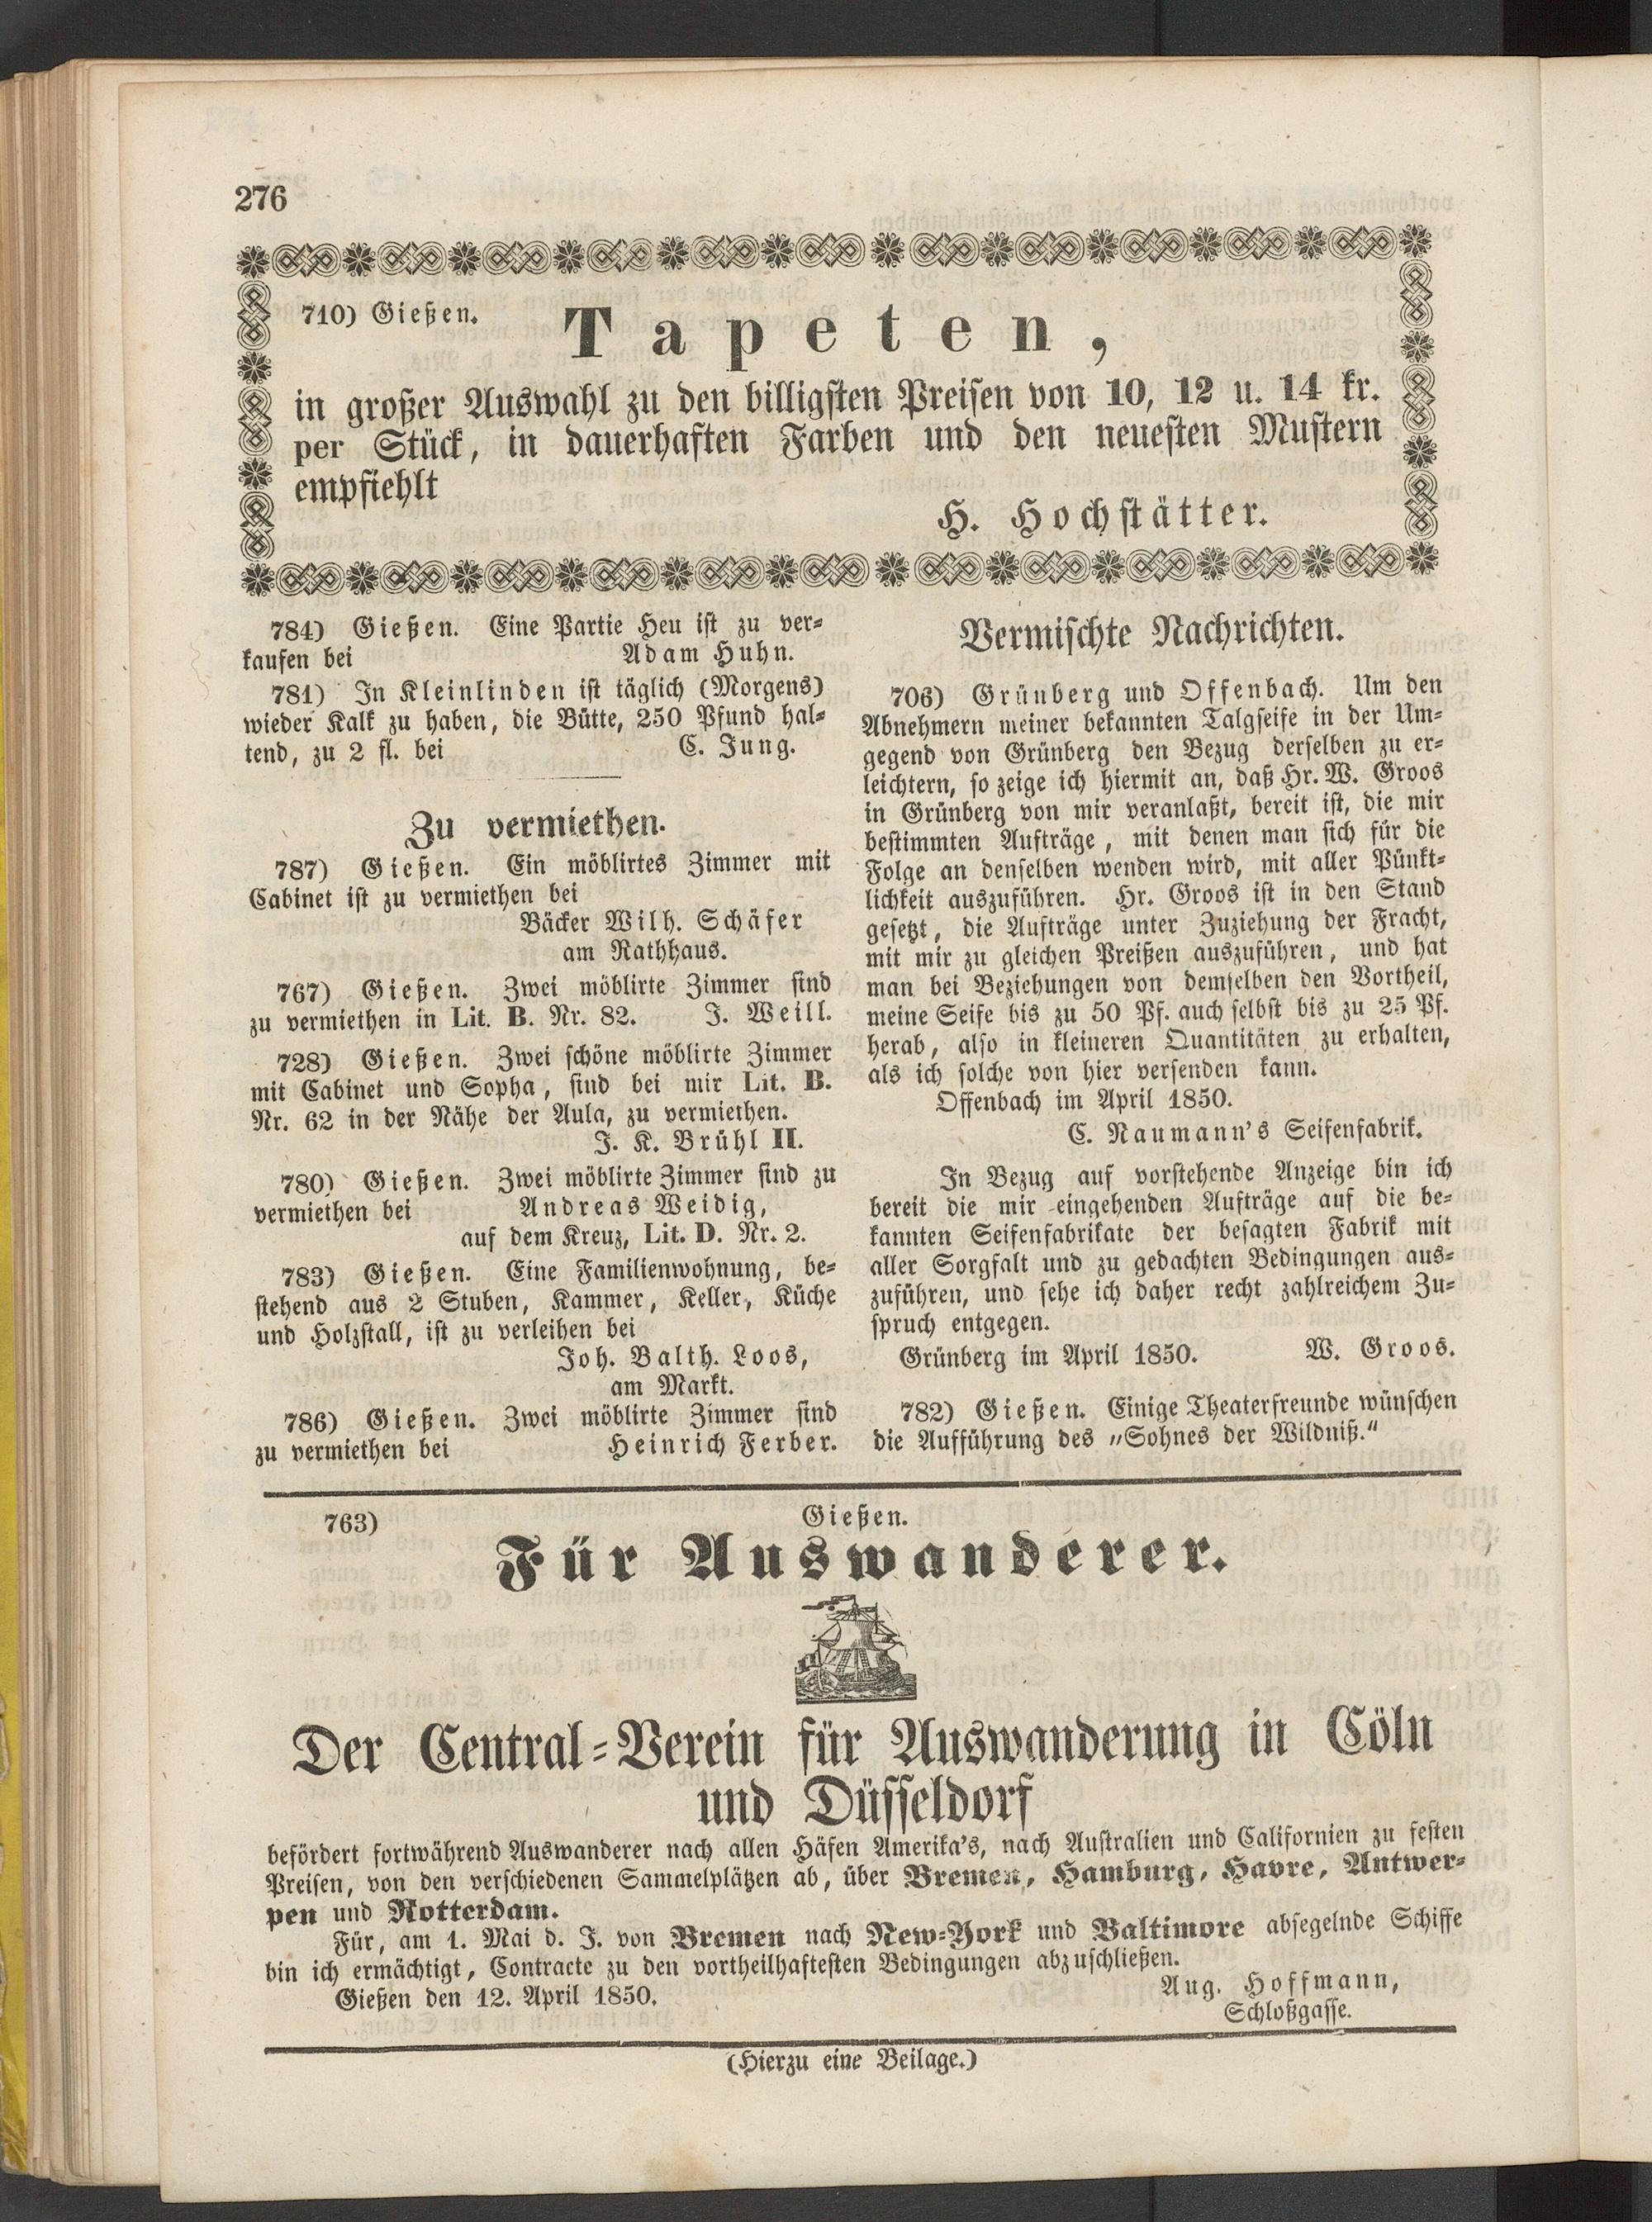 276
710) Gießen.
Tapeten,
in großer Auswahl zu den billigsten Preisen von 10, 12 u. 14 kr.
per Stück, in dauerhaften Farben und den neuesten Mustern
empfiehlt
H. Hochstätter.
784) Gießen. Eine Partie Heu ist zu ver-
kaufen bei Adam Huhn.
781) In Kleinlinden ist täglich (Morgens)
wieder Kalk zu haben, die Bütte, 250 Pfund hal-
tend, zu 2 fl. bei C. Jung.
Zu vermiethen.
787) Gießen. Ein möblirtes Zimmer mit
Cabinet ist zu vermiethen bei
Bäcker Wilh. Schäfer
am Rathhaus.
767) Gießen. Zwei möblirte Zimmer sind
zu vermiethen in Lit. B. Nr. 82. J. Weill.
728) Gießen. Zwei schöne möblirte Zimmer
mit Cabinet und Sopha, sind bei mir Lit. B.
Nr. 62 in der Nähe der Aula, zu vermiethen.
J. K. Brühl II.
780) Gießen. Zwei möblirte Zimmer sind zu
vermiethen bei Andreas Weidig,
auf dem Kreuz, Lit. D. Nr. 2.
783) Gießen. Eine Familienwohnung, be-
stehend aus 2 Stuben, Kammer, Keller, Küche
und Holzstall, ist zu verleihen bei
Joh. Balth. Loos,
am Markt.
786) Gießen. Zwei möblirte Zimmer sind
zu vermiethen bei Heinrich Ferber.
Vermischte Nachrichten.
706) Grünberg und Offenbach. Um den
Abnehmern meiner bekannten Talgseife in der Um-
gegend von Grünberg den Bezug derselben zu er-
leichtern, so zeige ich hiermit an, daß Hr. W. Groos
in Grünberg von mir veranlaßt, bereit ist, die mir
bestimmten Aufträge, mit denen man sich für die
Folge an denselben wenden wird, mit aller Pünkt-
lichkeit auszuführen. Hr. Groos ist in den Stand
gesetzt, die Aufträge unter Zuziehung der Fracht,
mit mir zu gleichen Preißen auszuführen, und hat
man bei Beziehungen von demselben den Vortheil,
meine Seife bis zu 50 Pf. auch selbst bis zu 25 Pf.
herab, also in kleineren Quantitäten zu erhalten,
als ich solche von hier versenden kann.
Offenbach im April 1850.
C. Naumann's Seifenfabrik.
In Bezug auf vorstehende Anzeige bin ich
bereit die mir eingehenden Aufträge auf die be-
kannten Seifenfabrikate der besagten Fabrik mit
aller Sorgfalt und zu gedachten Bedingungen aus-
zuführen, und sehe ich daher recht zahlreichem Zu-
spruch entgegen.
Grünberg im April 1850. W. Groos.
782) Gießen. Einige Theaterfreunde wünschen
die Aufführung des „Sohnes der Wildniß."
763) Gießen.
Für Auswanderer.
Der Central-Verein für Auswanderung in Cöln
und Düsseldorf
befördert fortwährend Auswanderer nach allen Häfen Amerika's, nach Australien und Californien zu festen
Preisen, von den verschiedenen Sammelplätzen ab, über Bremen, Hamburg, Havre, Antwer-
pen und Rotterdam.
Für, am 1. Mai d. J. von Bremen nach New-York und Baltimore absegelnde Schiffe
bin ich ermächtigt, Contracte zu den vortheilhaftesten Bedingungen abzuschließen.
Gießen den 12. April 1850. Aug. Hoffmann,
Schloßgasse.
(Hierzu eine Beilage.)